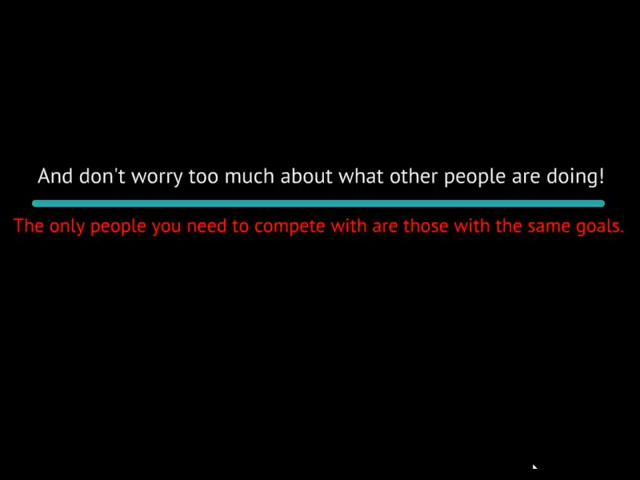 And don't worry too much about what other people are doing!
The only people you need to compete with are those with the same goals.